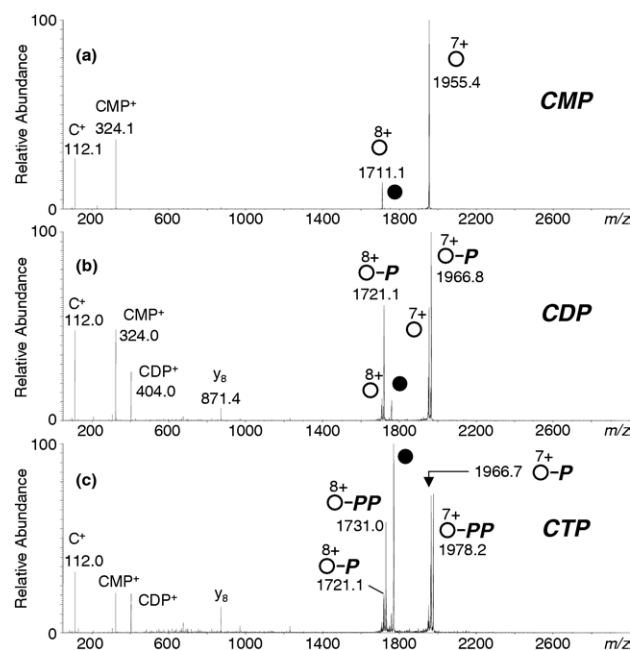 100
(a)
CMP⁺
324.1
C⁺
112.1
8+
1711.1
7+
1955.4
CMP
Relative Abundance
0
200 600 1000 1400 1800 2200 2600 m/z
100
(b)
C⁺
112.0
CMP⁺
324.0
CDP⁺
404.0
y₈
871.4
8+
-P
1721.1
8+
7+
7+
-P
1966.8
CDP
Relative Abundance
0
200 600 1000 1400 1800 2200 2600 m/z
100
(c)
C⁺
112.0
CMP⁺
CDP⁺
y₈
8+
-PP
1731.0
8+
-P
1721.1
1966.7
7+
-P
7+
-PP
1978.2
CTP
Relative Abundance
0
200 600 1000 1400 1800 2200 2600 m/z